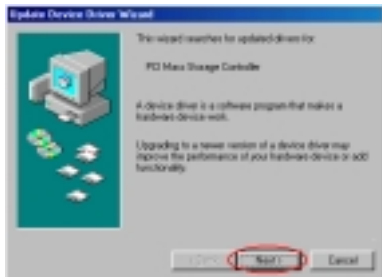 Update Device Driver Wizard
This wizard searches for updated drivers for:
PCI Mass Storage Controller
A device driver is a software program that makes a
hardware device work.
Upgrading to a newer version of a device driver may
improve the performance of your hardware device or add
functionality.
< Back
Next >
Cancel